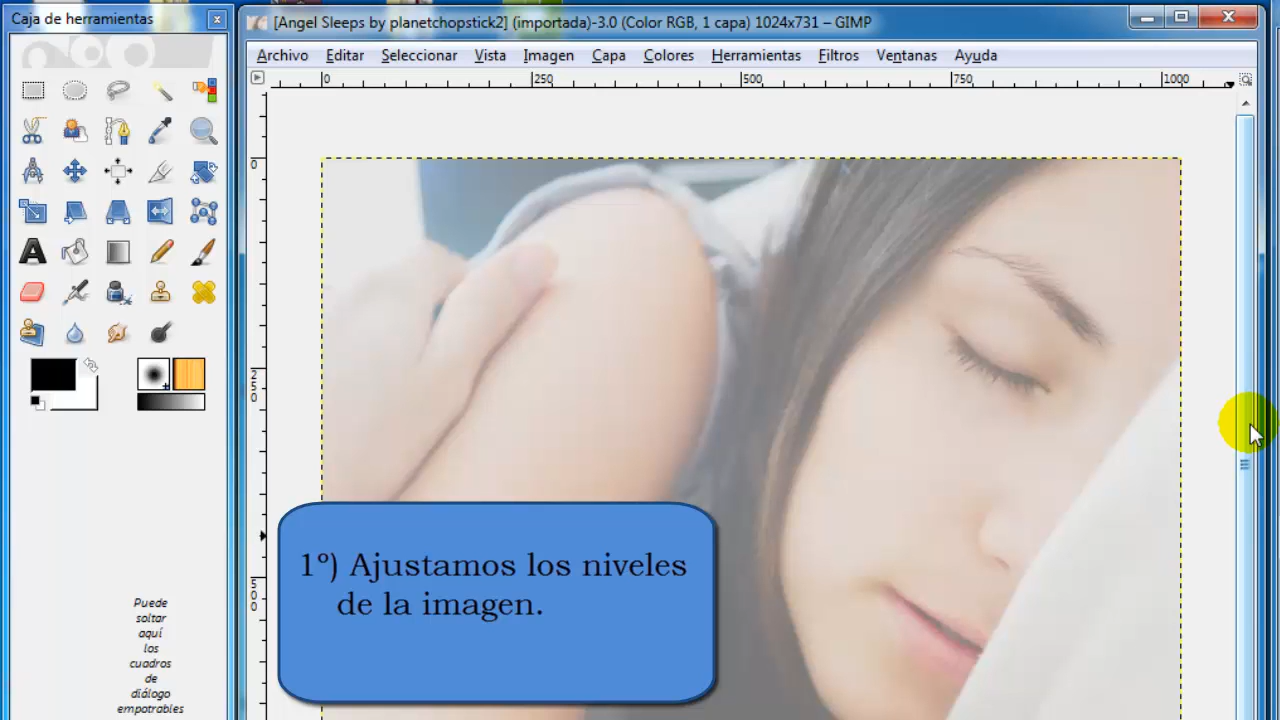 Caja de herramientas
[Angel Sleeps by planetchopstick2] (importada)-3.0 (Color RGB, 1 capa) 1024x731 – GIMP
Archivo Editar Seleccionar Vista Imagen Capa Colores Herramientas Filtros Ventanas Ayuda
0 250 500 750 1000
0
250
500
1º) Ajustamos los niveles
de la imagen.
Puede
soltar
aquí
los
cuadros
de
diálogo
empotrables